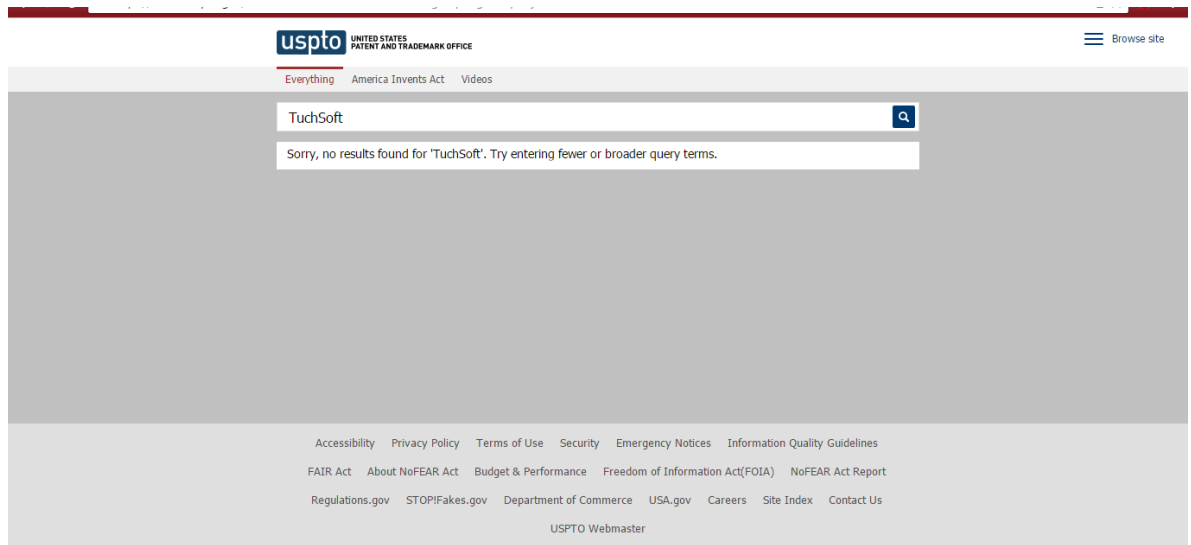 uspto UNITED STATES
PATENT AND TRADEMARK OFFICE
Browse site
Everything America Invents Act Videos
TuchSoft
Sorry, no results found for 'TuchSoft'. Try entering fewer or broader query terms.
Accessibility Privacy Policy Terms of Use Security Emergency Notices Information Quality Guidelines
FAIR Act About NoFEAR Act Budget & Performance Freedom of Information Act(FOIA) NoFEAR Act Report
Regulations.gov STOP!Fakes.gov Department of Commerce USA.gov Careers Site Index Contact Us
USPTO Webmaster